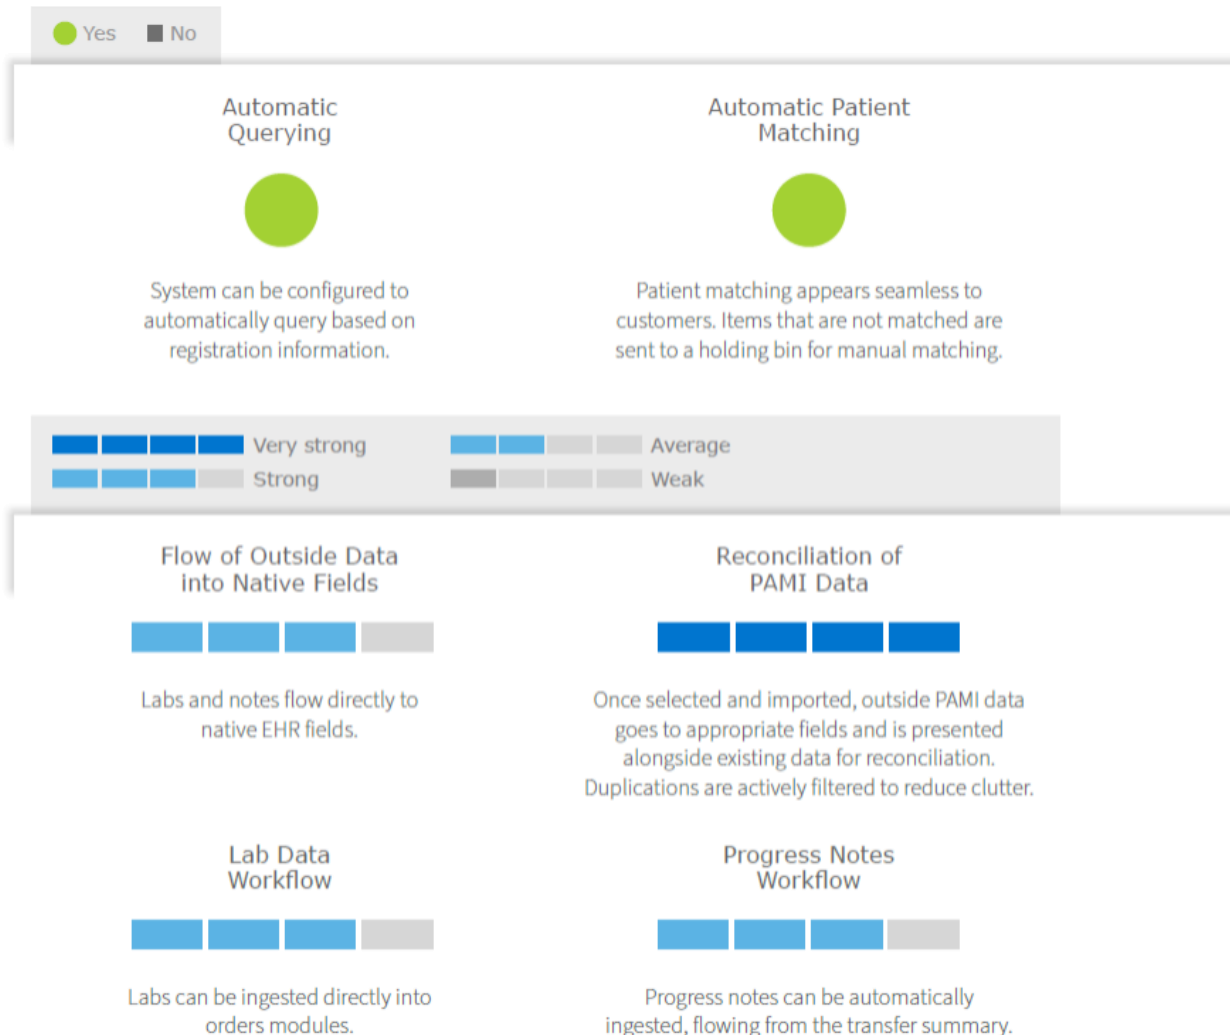 Yes No
Automatic
Querying
System can be configured to
automatically query based on
registration information.
Automatic Patient
Matching
Patient matching appears seamless to
customers. Items that are not matched are
sent to a holding bin for manual matching.
Very strong
Strong
Average
Weak
Flow of Outside Data
into Native Fields
Labs and notes flow directly to
native EHR fields.
Reconciliation of
PAMI Data
Once selected and imported, outside PAMI data
goes to appropriate fields and is presented
alongside existing data for reconciliation.
Duplications are actively filtered to reduce clutter.
Lab Data
Workflow
Labs can be ingested directly into
orders modules.
Progress Notes
Workflow
Progress notes can be automatically
ingested, flowing from the transfer summary.